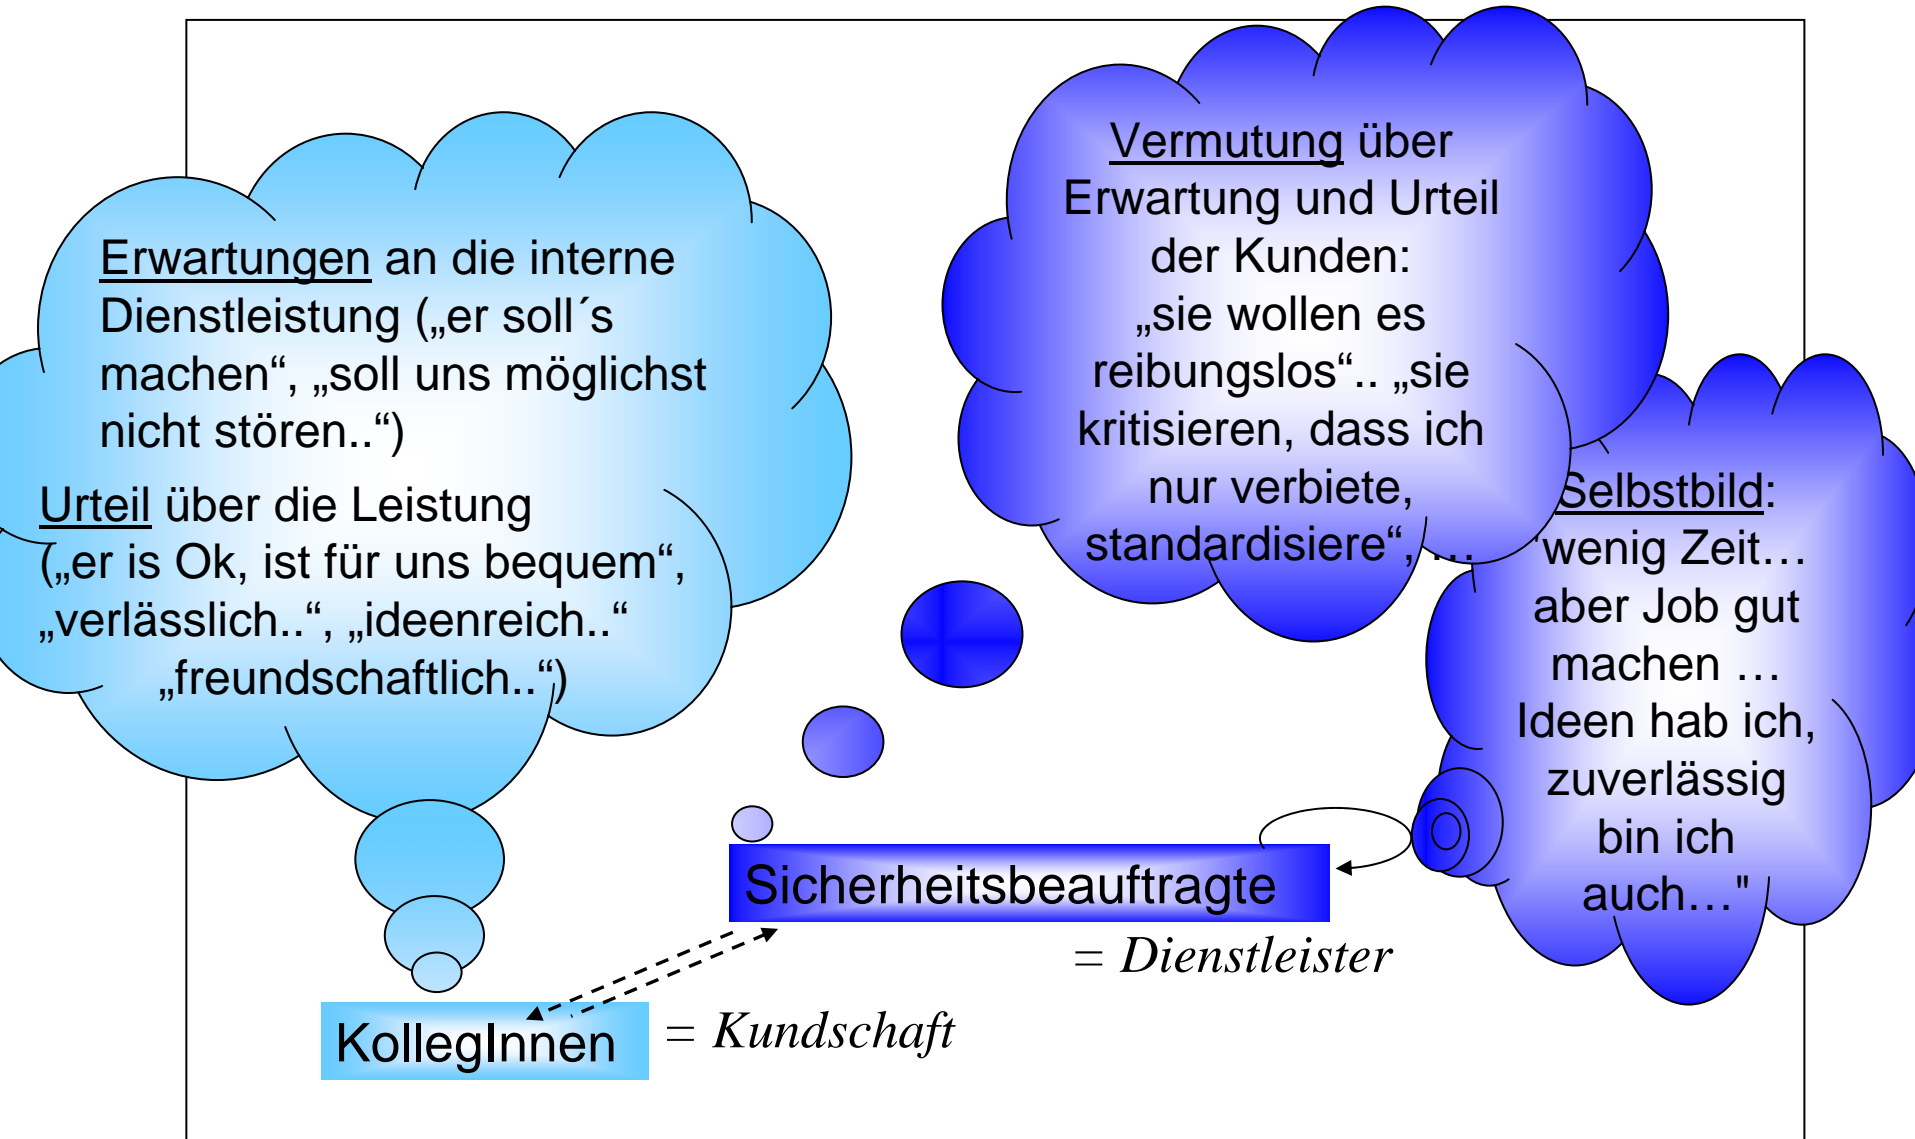 Erwartungen an die interne
Dienstleistung („er soll´s
machen“, „soll uns möglichst
nicht stören..“)
Urteil über die Leistung
(„er is Ok, ist für uns bequem“,
„verlässlich..“, „ideenreich..“
„freundschaftlich..“)
Vermutung über
Erwartung und Urteil
der Kunden:
„sie wollen es
reibungslos“.. „sie
kritisieren, dass ich
nur verbiete,
standardisiere“, …
Selbstbild:
"wenig Zeit…
aber Job gut
machen …
Ideen hab ich,
zuverlässig
bin ich
auch…"
Sicherheitsbeauftragte
= Dienstleister
KollegInnen
= Kundschaft